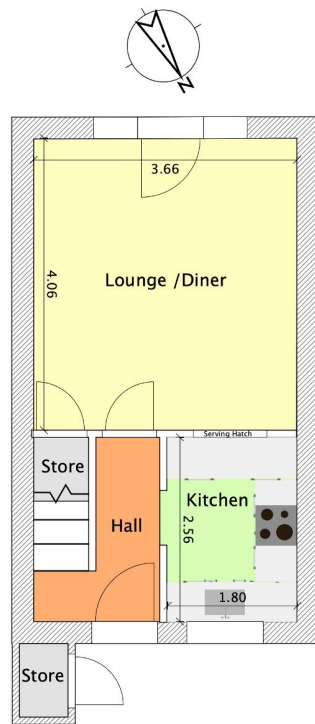 N
3.66
4.06
Lounge /Diner
Serving Hatch
Store
Kitchen
Hall
2.56
1.80
Store